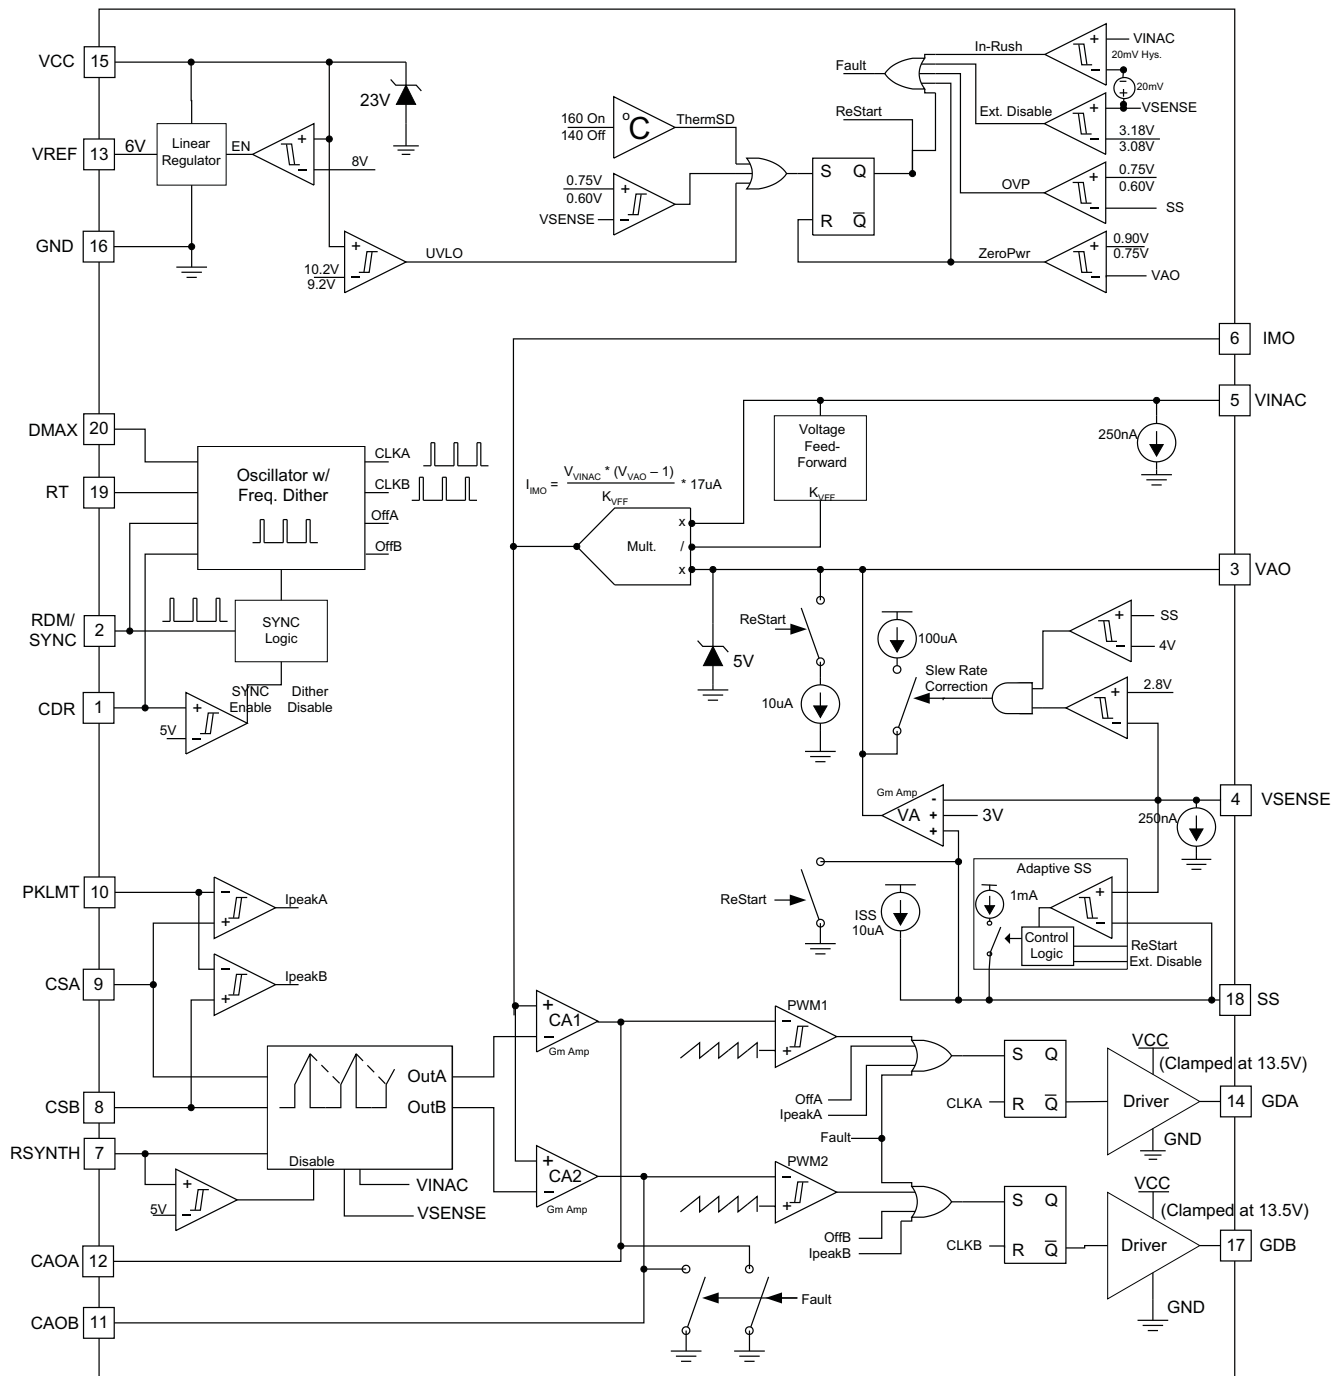 VCC
15
23V
VREF
13
6V
Linear
Regulator
EN
8V
GND
16
10.2V
9.2V
UVLO
160 On
140 Off
°C
ThermSD
0.75V
0.60V
VSENSE
S Q
R Q
Fault
ReStart
In-Rush
VINAC
20mV Hys.
20mV
VSENSE
Ext. Disable
3.18V
3.08V
0.75V
0.60V
OVP
SS
0.90V
0.75V
ZeroPwr
VAO
6
IMO
5
VINAC
250nA
Voltage
Feed-
Forward
KVFF
IIMO = VVINAC * (VVAO – 1) / KVFF * 17uA
x
/
x
Mult.
3
VAO
DMAX
20
RT
19
Oscillator w/
Freq. Dither
CLKA
CLKB
OffA
OffB
RDM/
SYNC
2
SYNC
Logic
CDR
1
SYNC
Enable
Dither
Disable
5V
5V
ReStart
10uA
100uA
Slew Rate
Correction
SS
4V
2.8V
Gm Amp
VA
3V
4
VSENSE
250nA
ReStart
ISS
10uA
Adaptive SS
1mA
Control
Logic
ReStart
Ext. Disable
18
SS
PKLMT
10
IpeakA
CSA
9
IpeakB
CSB
8
RSYNTH
7
OutA
OutB
Disable
5V
VINAC
VSENSE
CA1
Gm Amp
CA2
Gm Amp
PWM1
OffA
IpeakA
Fault
PWM2
OffB
IpeakB
S Q
R Q
CLKA
VCC
(Clamped at 13.5V)
Driver
GND
14
GDA
S Q
R Q
CLKB
VCC
(Clamped at 13.5V)
Driver
GND
17
GDB
CAOA
12
CAOB
11
Fault